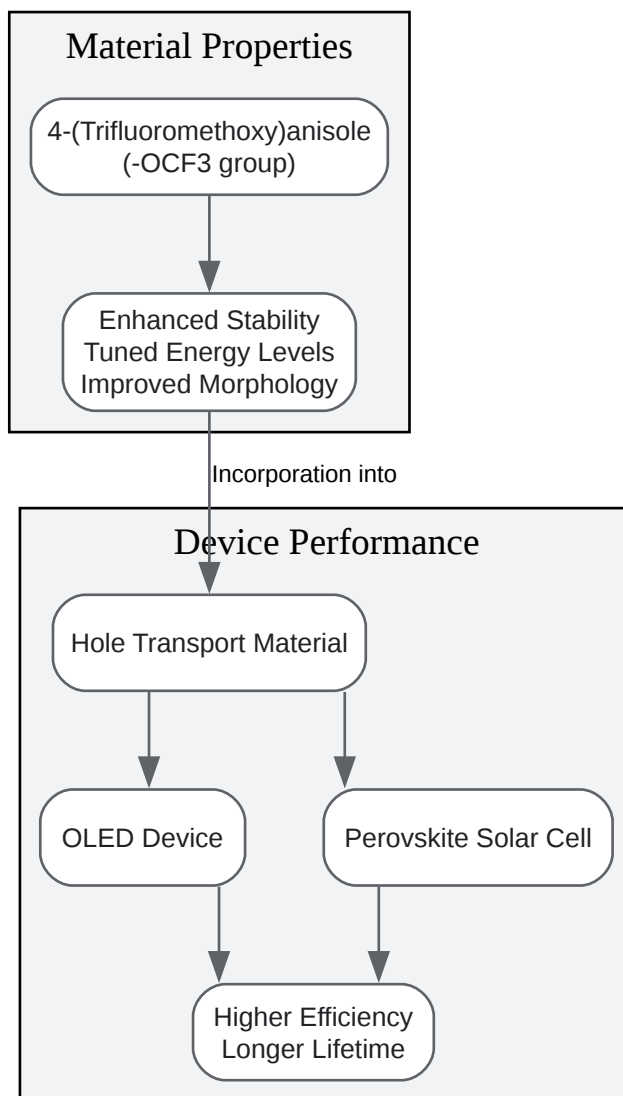 Material Properties
4-(Trifluoromethoxy)anisole
(-OCF3 group)
Enhanced Stability
Tuned Energy Levels
Improved Morphology
Incorporation into
Device Performance
Hole Transport Material
OLED Device
Perovskite Solar Cell
Higher Efficiency
Longer Lifetime